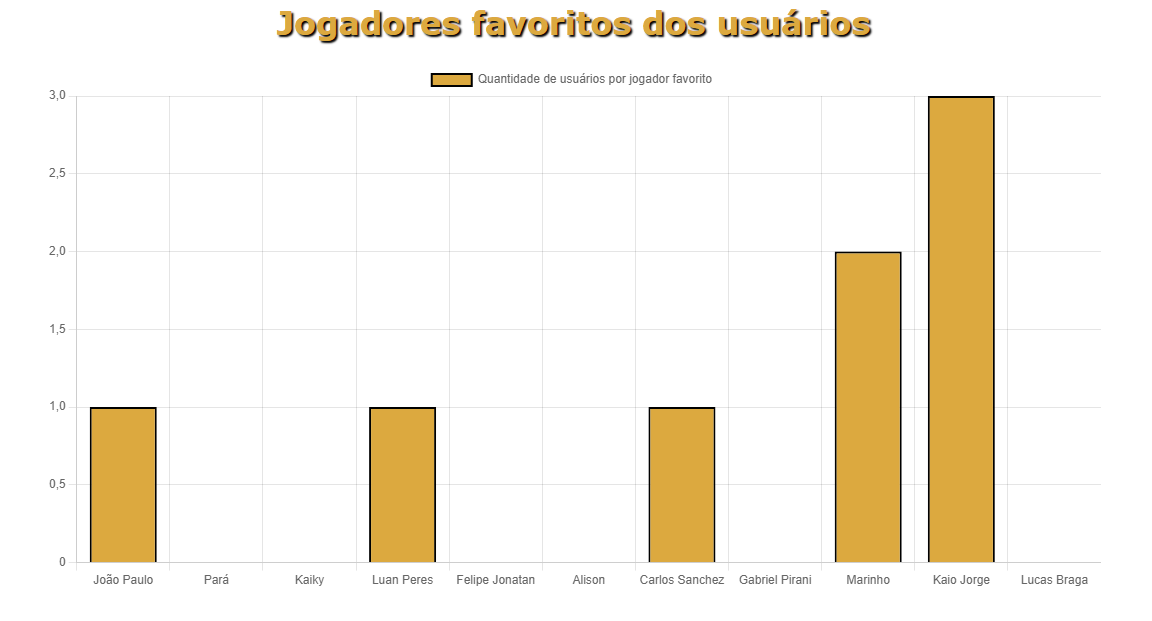 Jogadores favoritos dos usuários
Quantidade de usuários por jogador favorito
3,0
2,5
2,0
1,5
1,0
0,5
0
João Paulo
Pará
Kaiky
Luan Peres
Felipe Jonatan
Alison
Carlos Sanchez
Gabriel Pirani
Marinho
Kaio Jorge
Lucas Braga